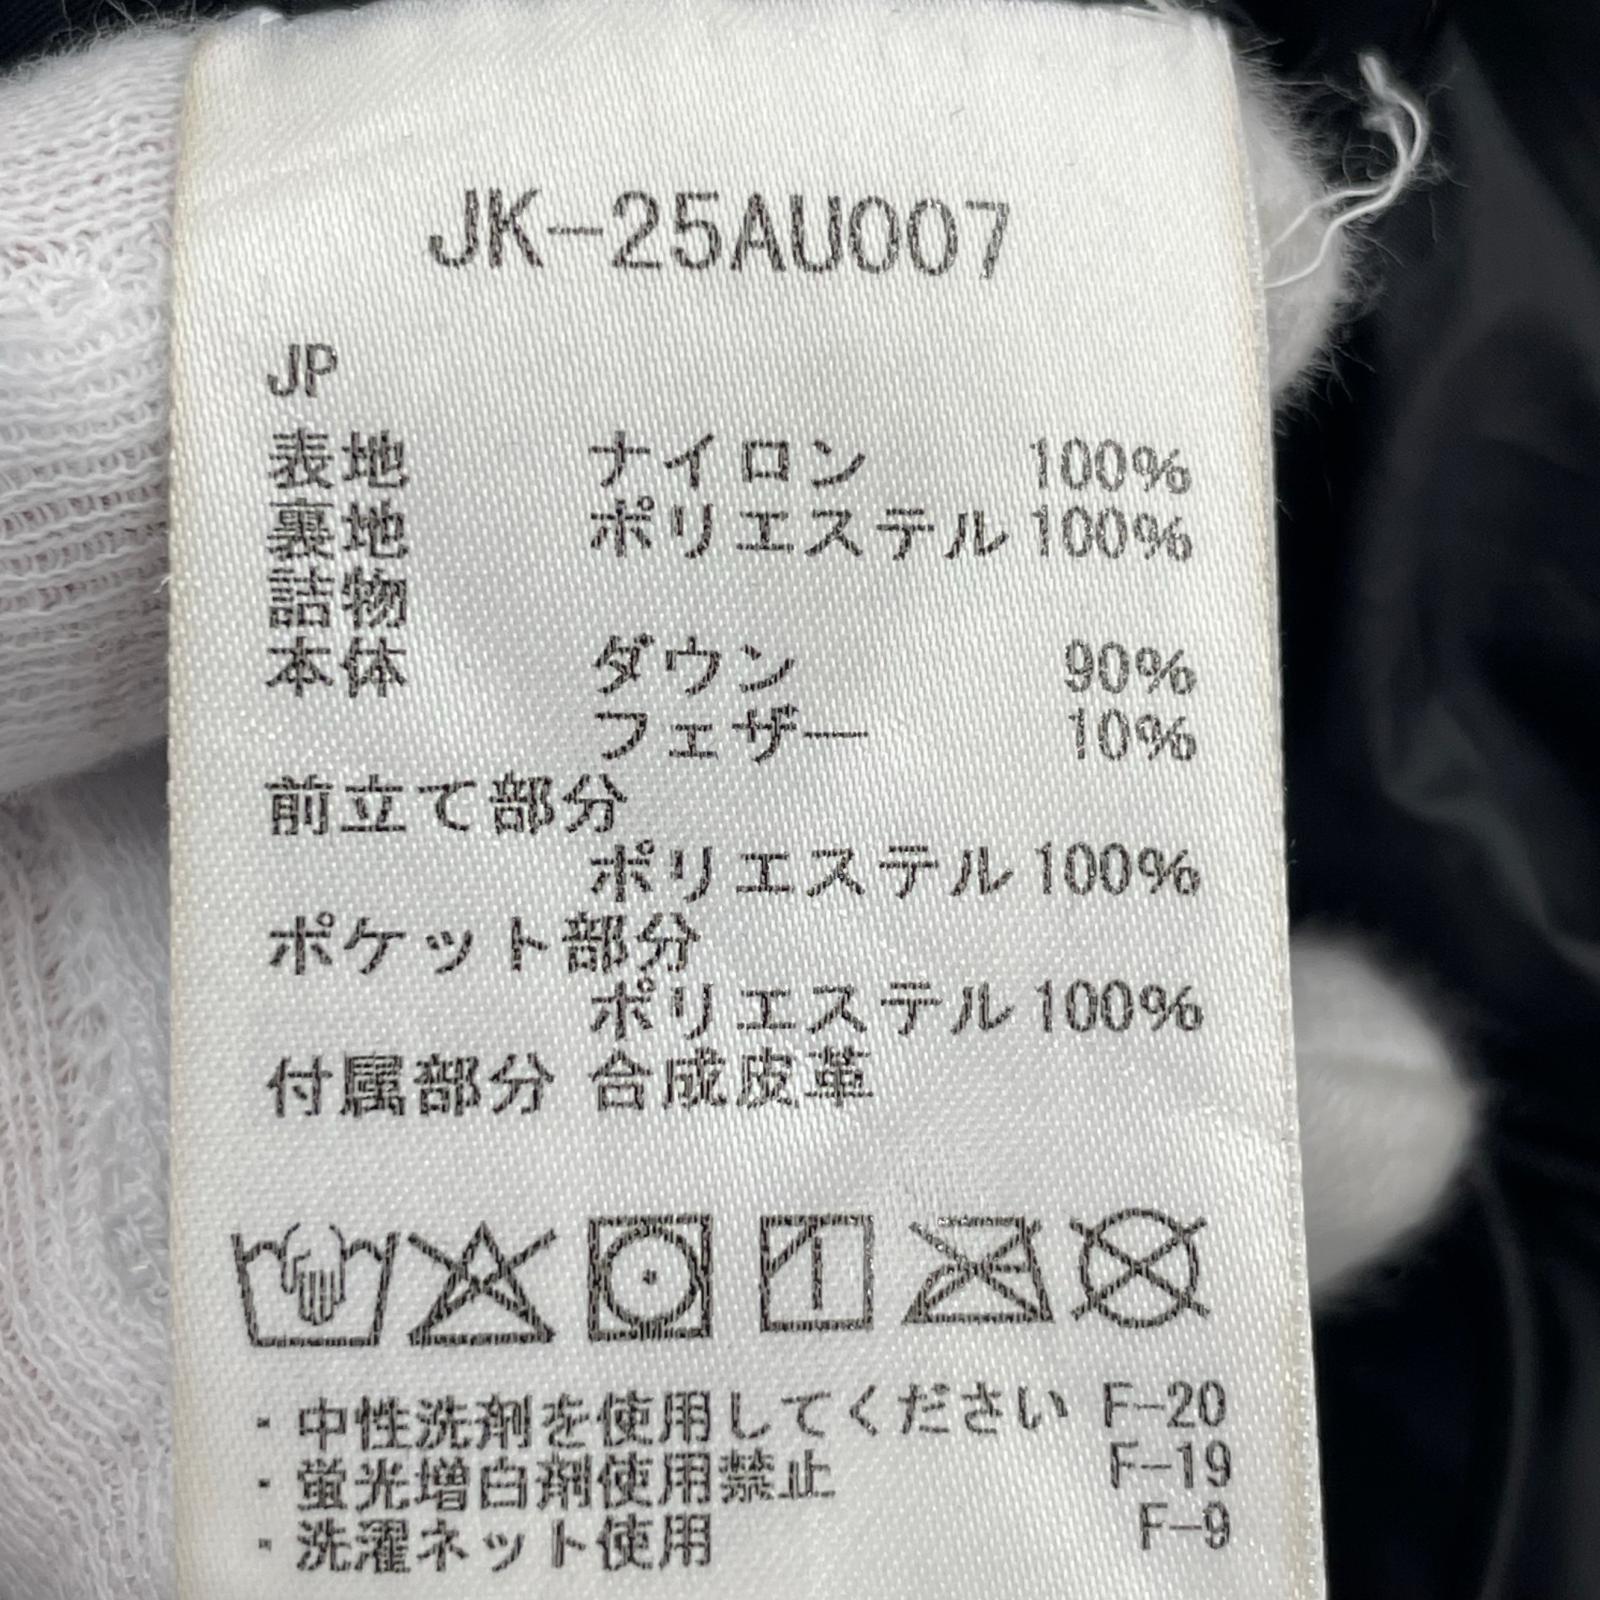 JK-25AU007
JP
表地 ナイロン 100%
裏地 ポリエステル 100%
詰物
本体 ダウン 90%
フェザー 10%
前立て部分
ポリエステル 100%
ポケット部分
ポリエステル 100%
付属部分 合成皮革
・中性洗剤を使用してください F-20
・蛍光増白剤使用禁止 F-19
・洗濯ネット使用 F-9